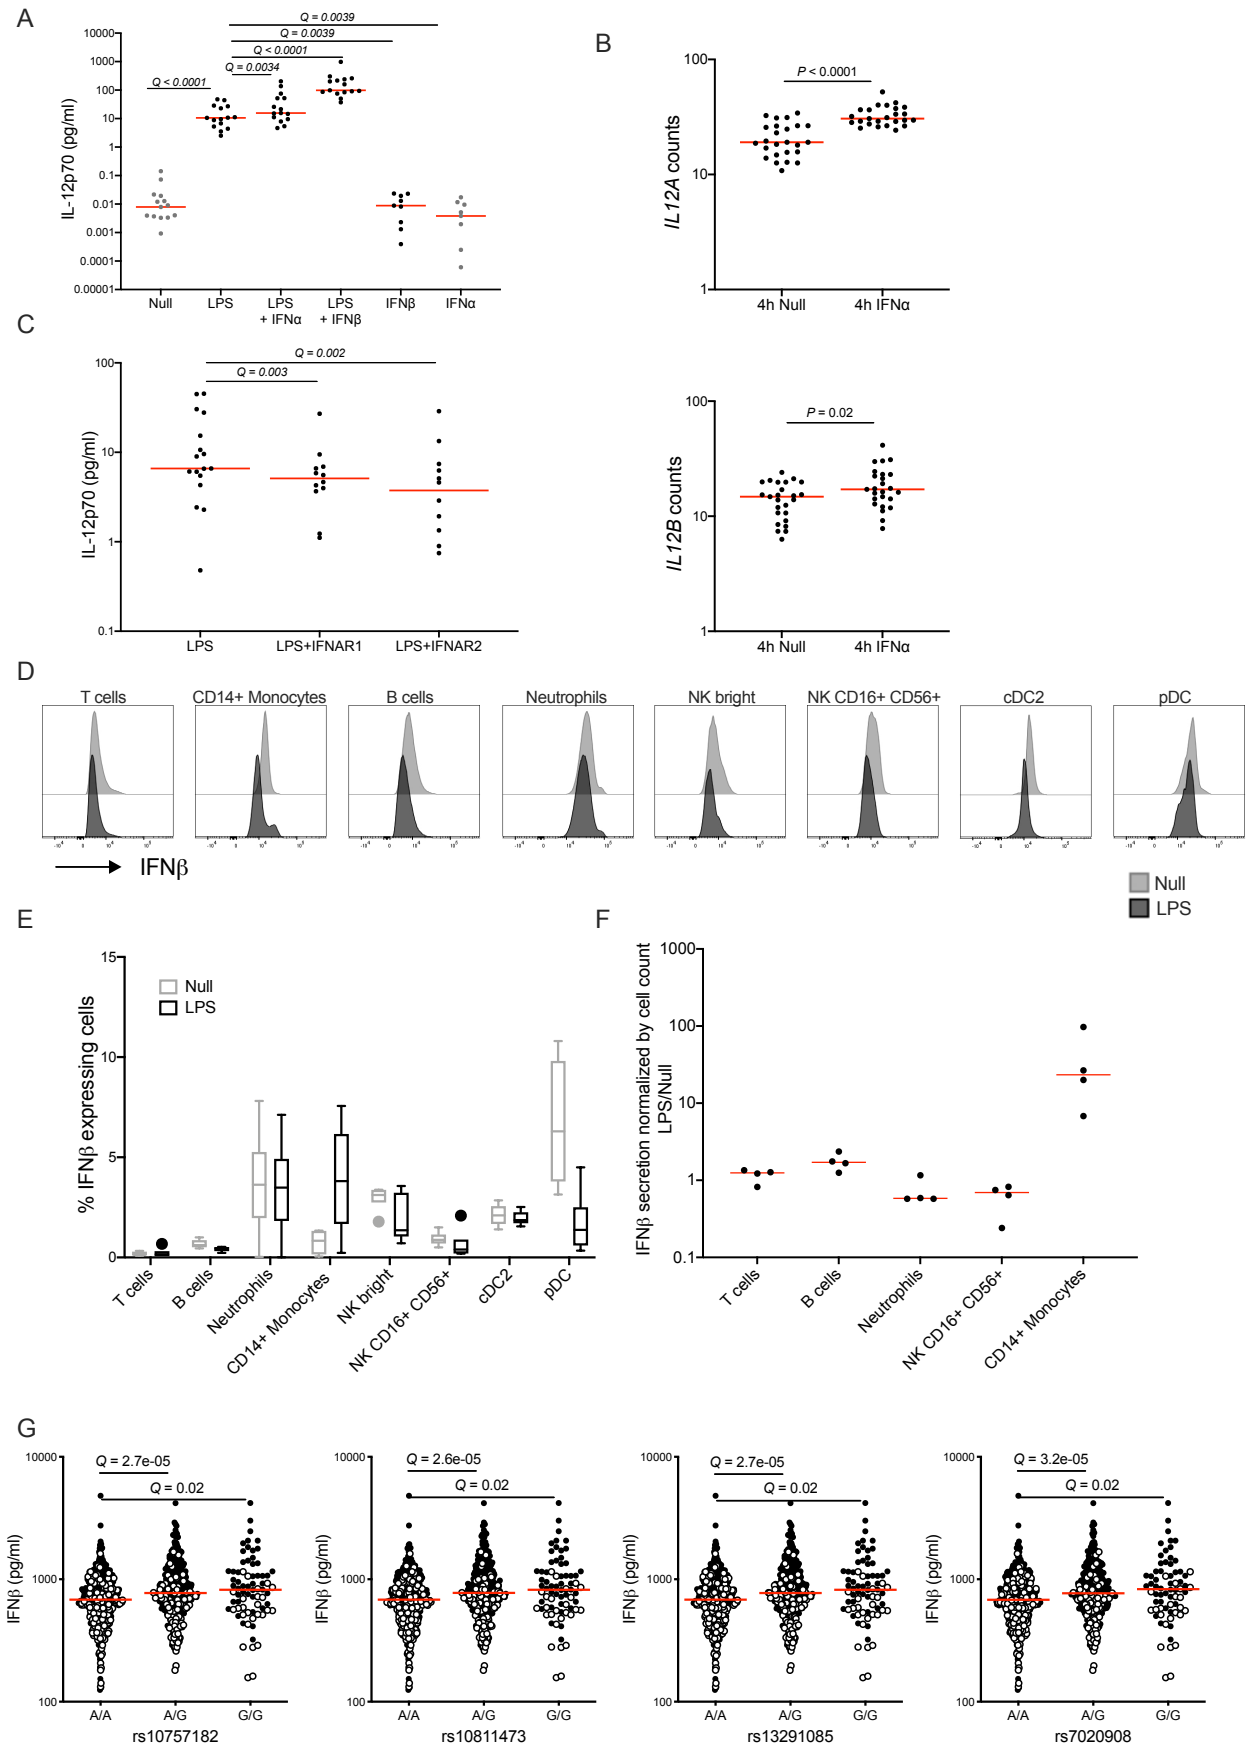 A
Q = 0.0039
Q = 0.0039
Q < 0.0001
Q = 0.0034
Q < 0.0001
10000
1000
100
10
1
0.1
0.01
0.001
0.0001
0.00001
IL-12p70 (pg/ml)
Null
LPS
LPS + IFNα
LPS + IFNβ
IFNβ
IFNα
B
100
10
1
P < 0.0001
IL12A counts
4h Null
4h IFNα
100
10
1
P = 0.02
IL12B counts
4h Null
4h IFNα
C
Q = 0.002
Q = 0.003
100
10
1
0.1
IL-12p70 (pg/ml)
LPS
LPS+IFNAR1
LPS+IFNAR2
D
T cells
CD14+ Monocytes
B cells
Neutrophils
NK bright
NK CD16+ CD56+
cDC2
pDC
IFNβ
Null
LPS
E
15
10
5
0
% IFNβ expressing cells
Null
LPS
T cells
B cells
Neutrophils
CD14+ Monocytes
NK bright
NK CD16+ CD56+
cDC2
pDC
F
1000
100
10
1
0.1
IFNβ secretion normalized by cell count
LPS/Null
T cells
B cells
Neutrophils
NK CD16+ CD56+
CD14+ Monocytes
G
10000
1000
100
IFNβ (pg/ml)
Q = 2.7e-05
Q = 0.02
A/A
A/G
G/G
rs10757182
10000
1000
100
IFNβ (pg/ml)
Q = 2.6e-05
Q = 0.02
A/A
A/G
G/G
rs10811473
10000
1000
100
IFNβ (pg/ml)
Q = 2.7e-05
Q = 0.02
A/A
A/G
G/G
rs13291085
10000
1000
100
IFNβ (pg/ml)
Q = 3.2e-05
Q = 0.02
A/A
A/G
G/G
rs7020908